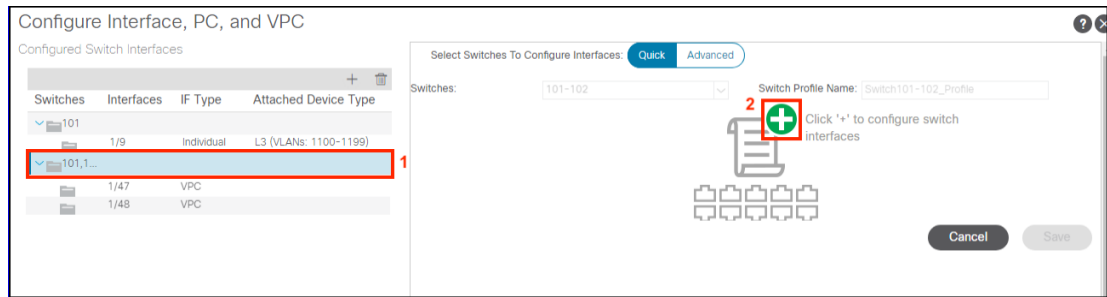 Configure Interface, PC, and VPC
Configured Switch Interfaces
Switches Interfaces IF Type Attached Device Type
101
1/9 Individual L3 (VLANs: 1100-1199)
101,1...
1
1/47 VPC
1/48 VPC
Select Switches To Configure Interfaces: Quick Advanced
Switches: 101-102 Switch Profile Name: Switch101-102_Profile
2
Click '+' to configure switch
interfaces
Cancel Save